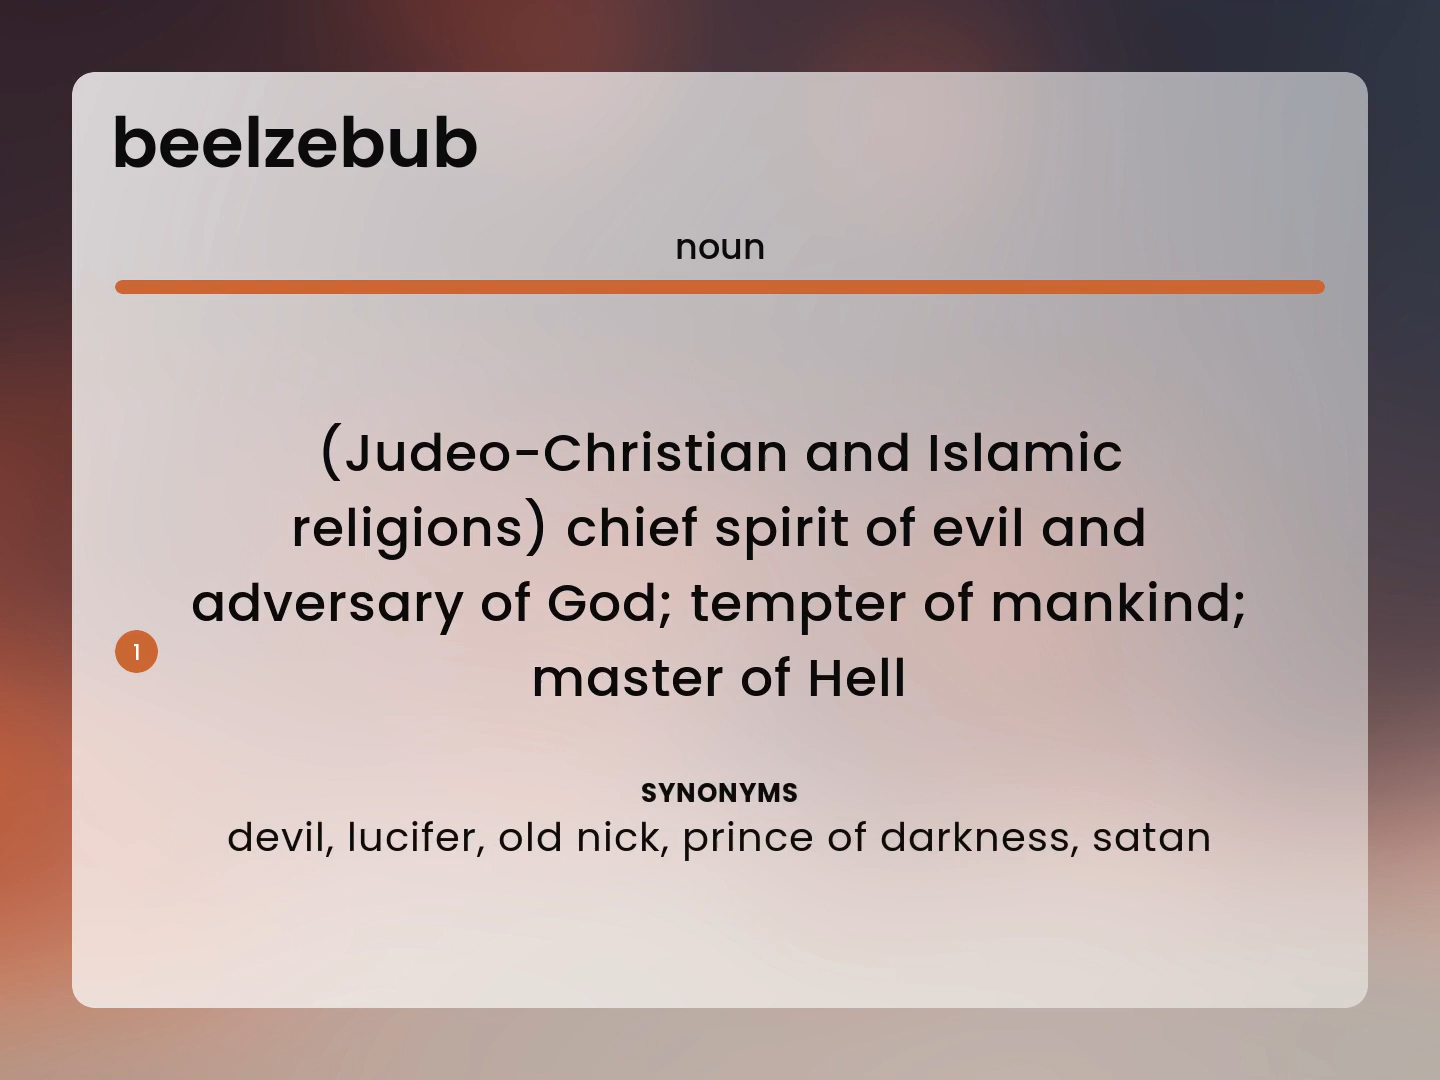 beelzebub
noun
(Judeo-Christian and Islamic
religions) chief spirit of evil and
adversary of God; tempter of mankind;
master of Hell
1
SYNONYMS
devil, lucifer, old nick, prince of darkness, satan